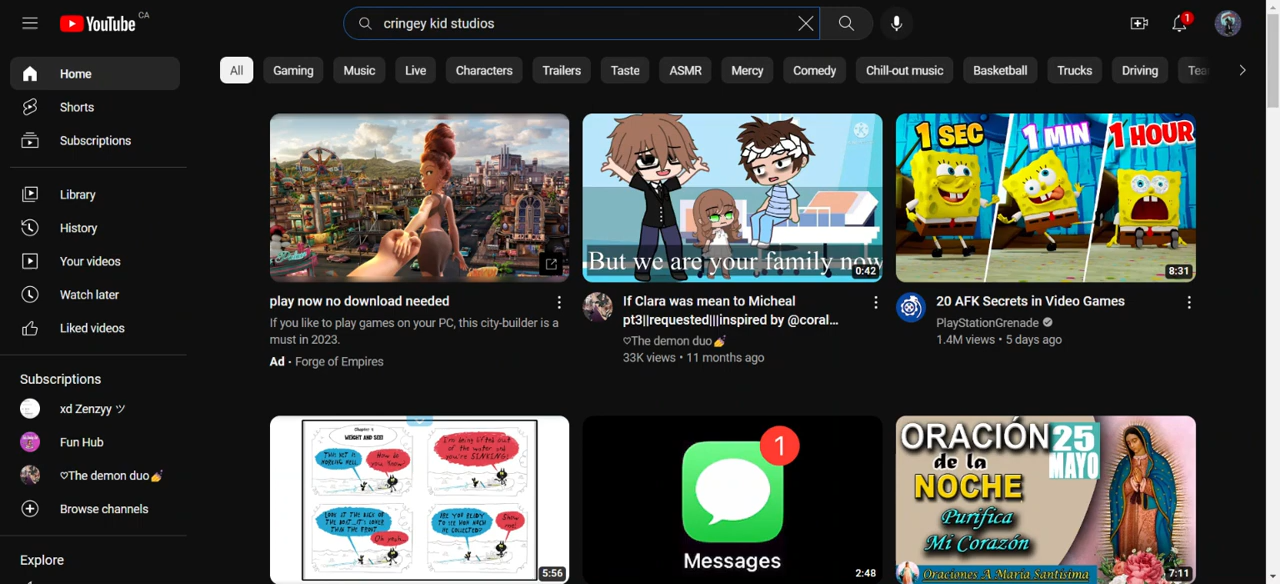 YouTube CA
cringey kid studios
1
Home
Shorts
Subscriptions
Library
History
Your videos
Watch later
Liked videos
Subscriptions
xd Zenzyy ツ
Fun Hub
♡The demon duo💅
Browse channels
Explore
All
Gaming
Music
Live
Characters
Trailers
Taste
ASMR
Mercy
Comedy
Chill-out music
Basketball
Trucks
Driving
play now no download needed
If you like to play games on your PC, this city-builder is a
must in 2023.
Ad · Forge of Empires
But we are your family now
0:42
If Clara was mean to Micheal
pt3||requested|||inspired by @coral...
♡The demon duo💅
33K views • 11 months ago
1 SEC
1 MIN
1 HOUR
8:31
20 AFK Secrets in Video Games
PlayStationGrenade
1.4M views • 5 days ago
WEIGHT AND SEE!
5:56
1
Messages
2:48
ORACIÓN 25
de la MAYO
NOCHE
Purifica
Mi Corazón
Oraciones A María Santísima
7:11